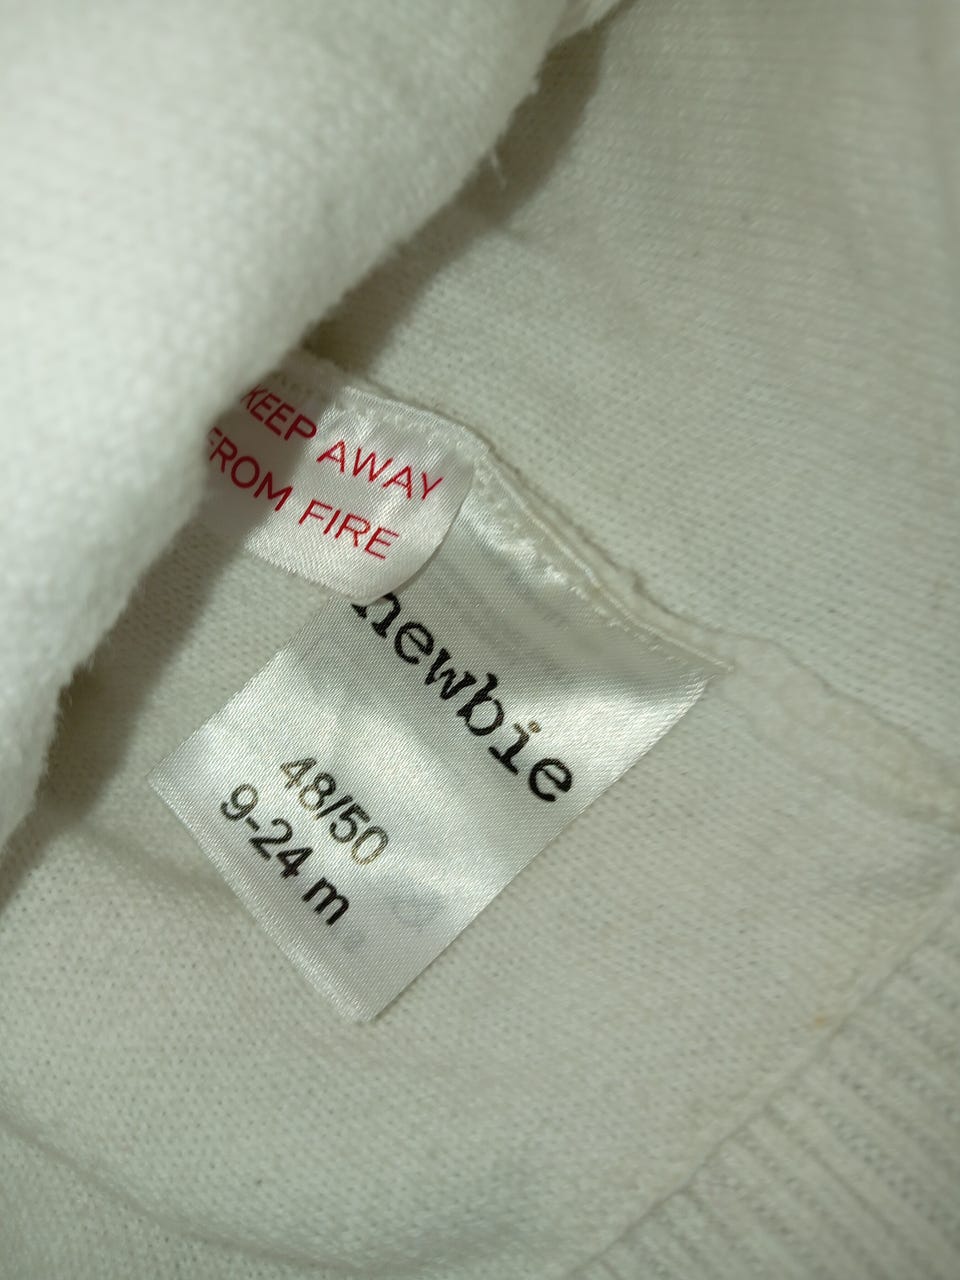 KEEP AWAY
FROM FIRE
newbie
48/50
9-24 m